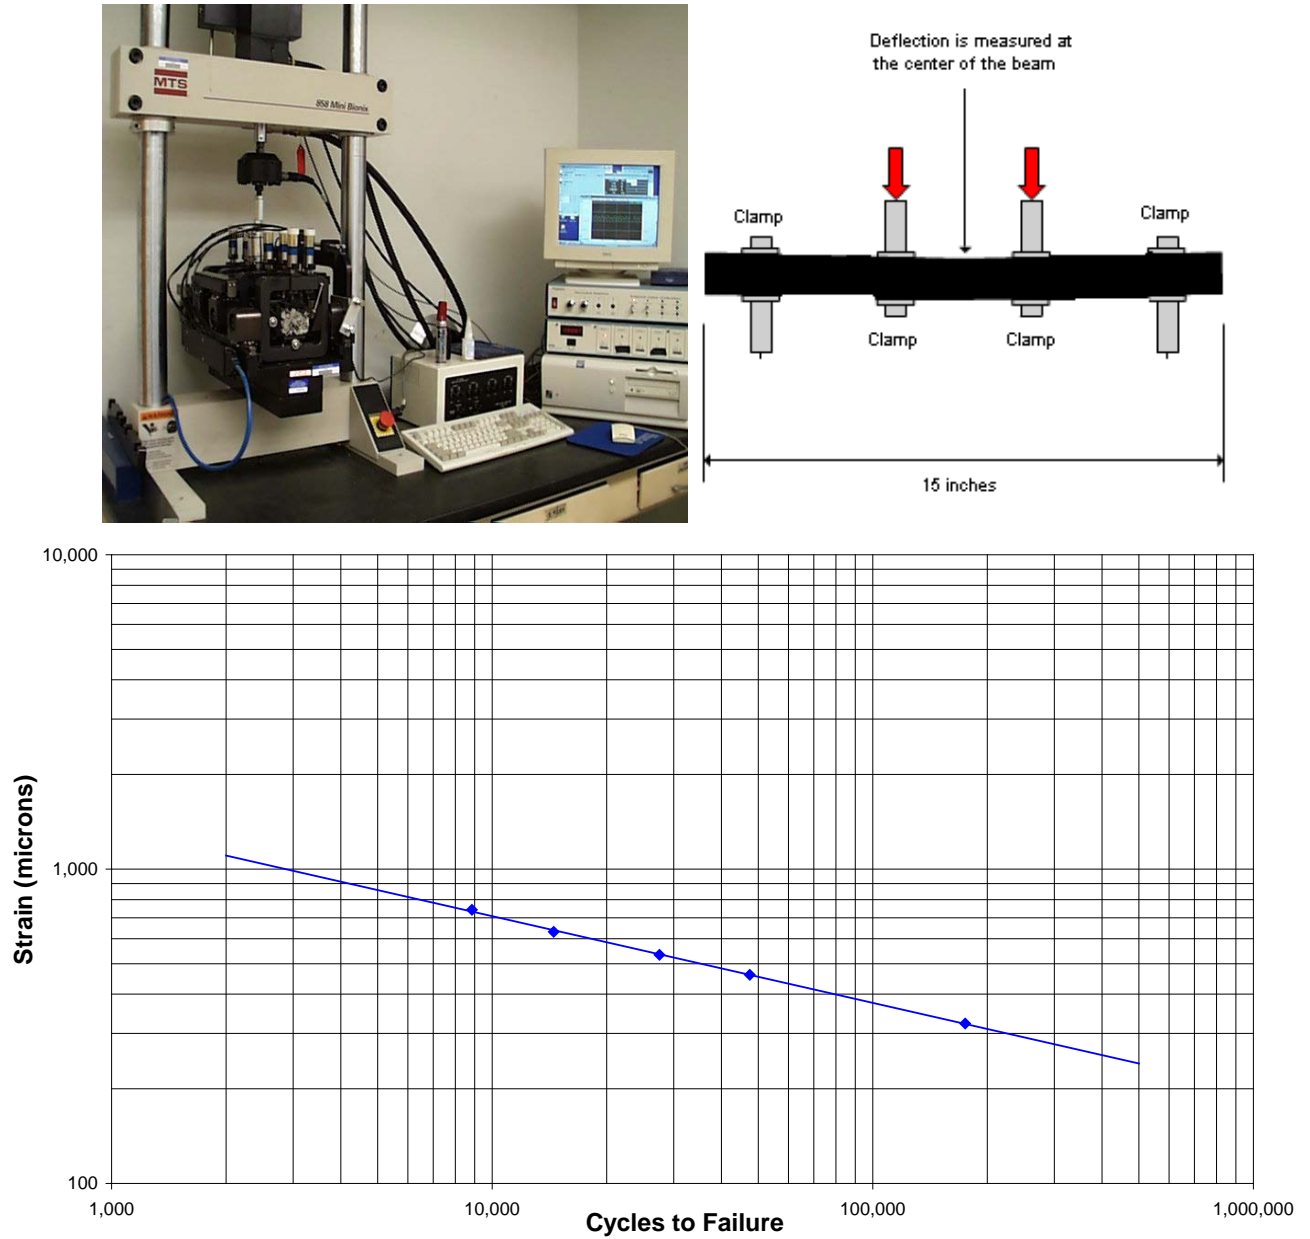 MTS
858 Mini Bionix
Deflection is measured at
the center of the beam
Clamp
Clamp
Clamp
Clamp
15 inches
10,000
1,000
100
Strain (microns)
1,000
10,000
100,000
1,000,000
Cycles to Failure